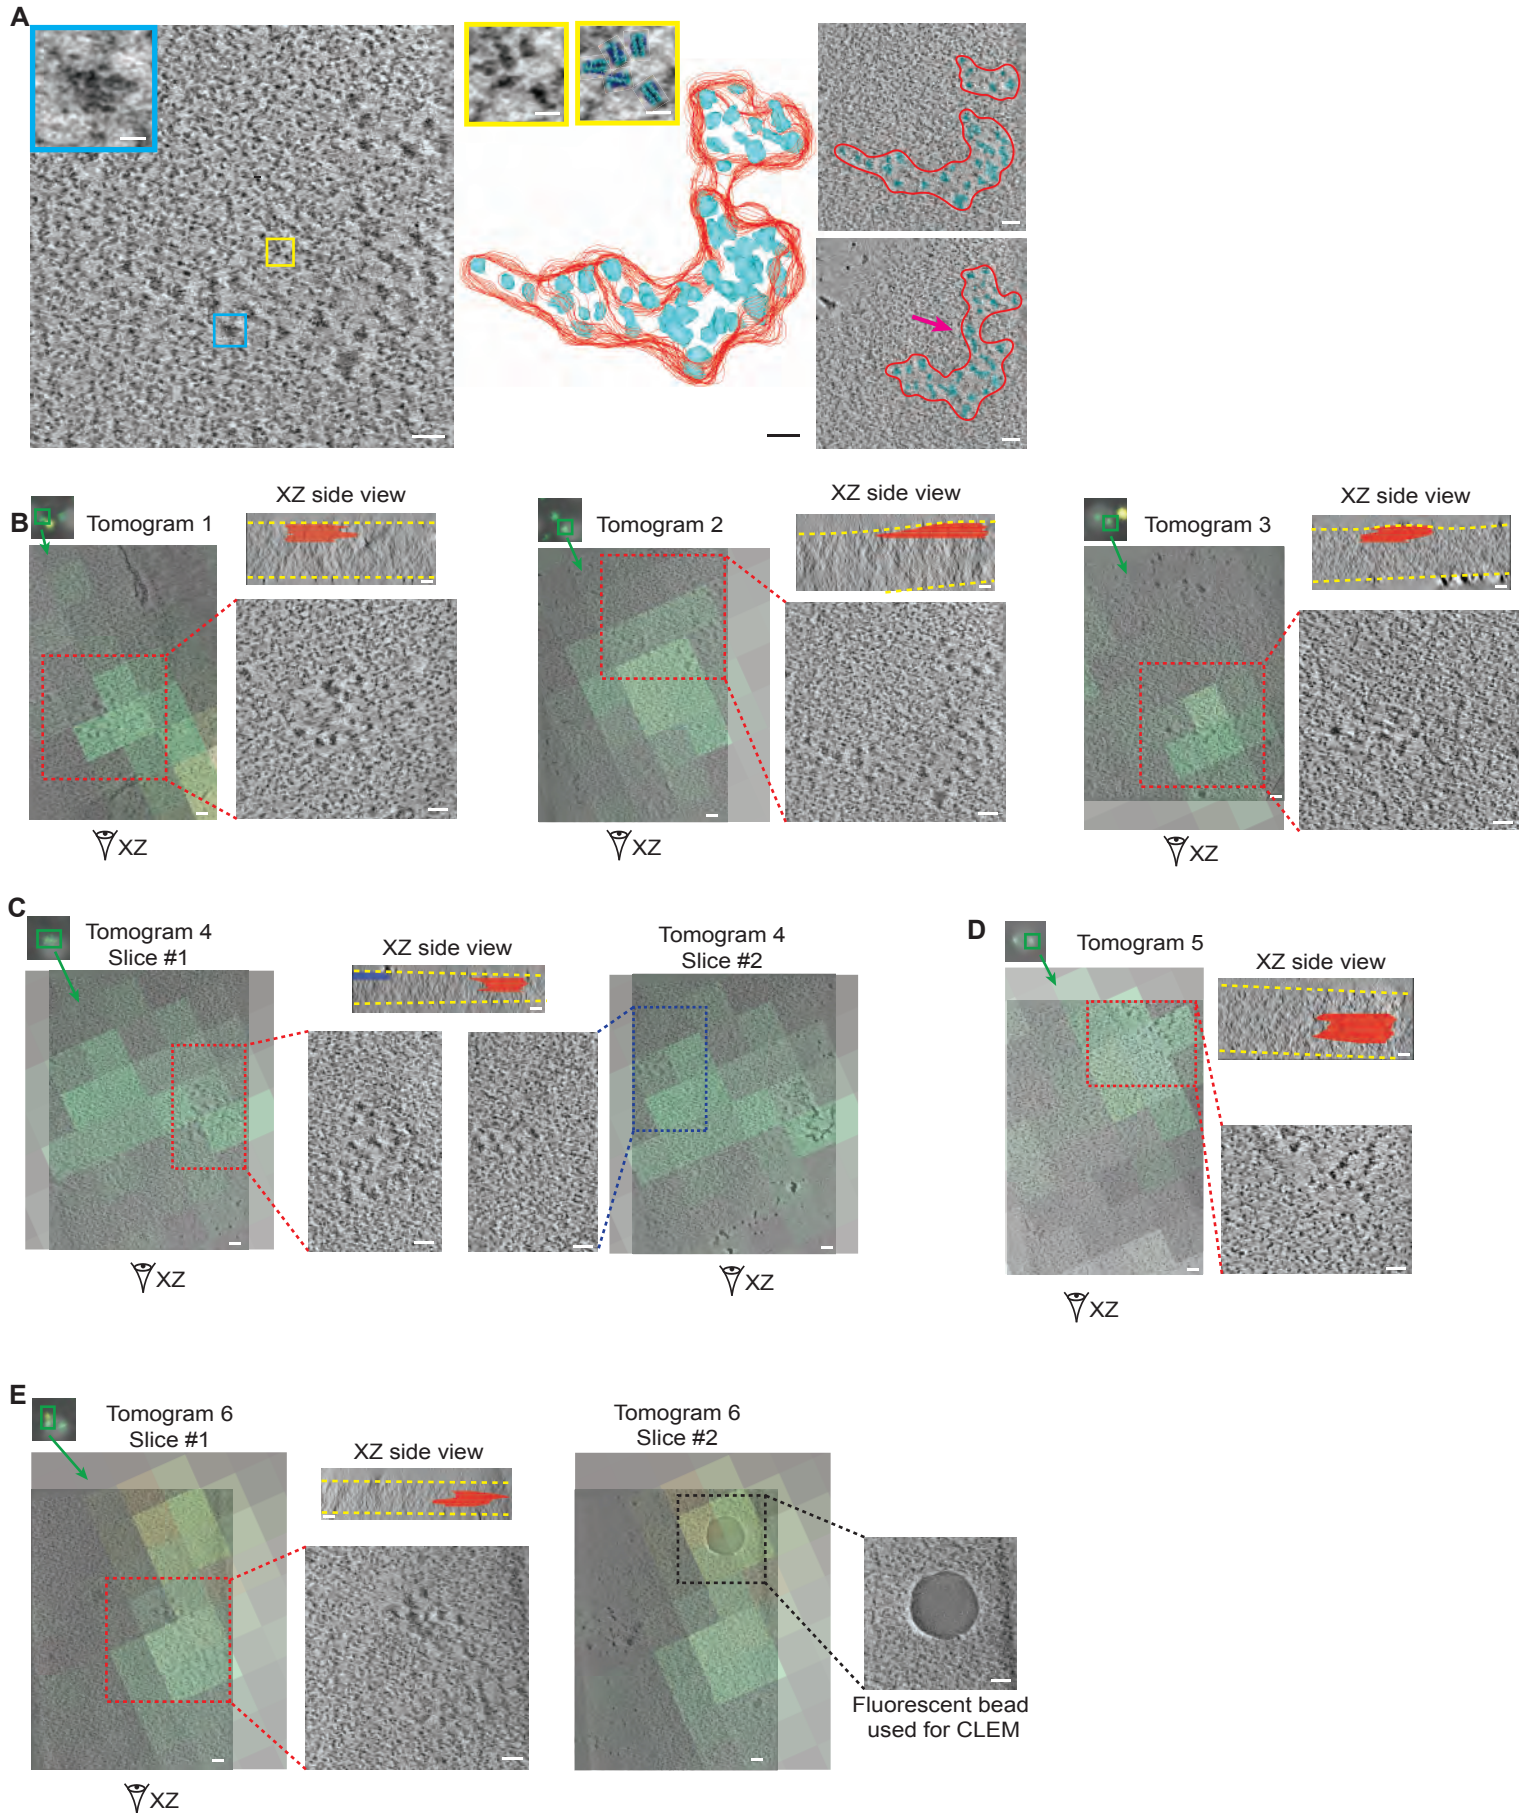 A
B
Tomogram 1
XZ side view
XZ
Tomogram 2
XZ side view
XZ
Tomogram 3
XZ side view
XZ
C
Tomogram 4
Slice #1
XZ side view
Tomogram 4
Slice #2
XZ
XZ
D
Tomogram 5
XZ side view
XZ
E
Tomogram 6
Slice #1
XZ side view
Tomogram 6
Slice #2
Fluorescent bead
used for CLEM
XZ